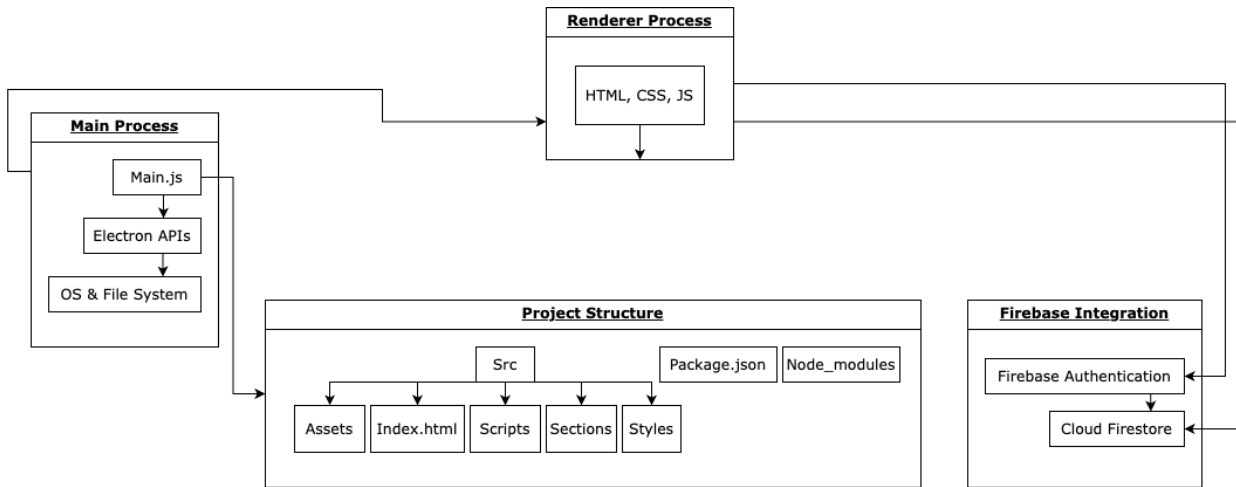 Renderer Process
HTML, CSS, JS
Main Process
Main.js
Electron APIs
OS & File System
Project Structure
Src
Package.json
Node_modules
Assets
Index.html
Scripts
Sections
Styles
Firebase Integration
Firebase Authentication
Cloud Firestore